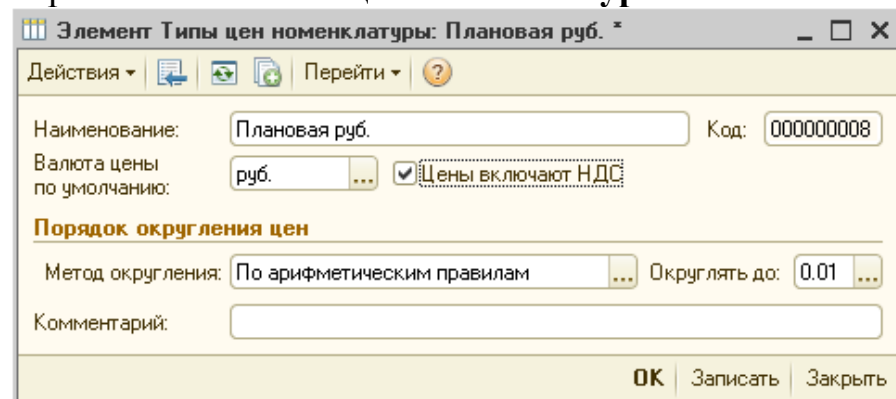 Элемент Типы цен номенклатуры: Плановая руб. *
Действия Перейти ?
Наименование: Плановая руб. Код: 000000008
Валюта цены
по умолчанию: руб. ... Цены включают НДС
Порядок округления цен
Метод округления: По арифметическим правилам ... Округлять до: 0.01 ...
Комментарий:
OK Записать Закрыть